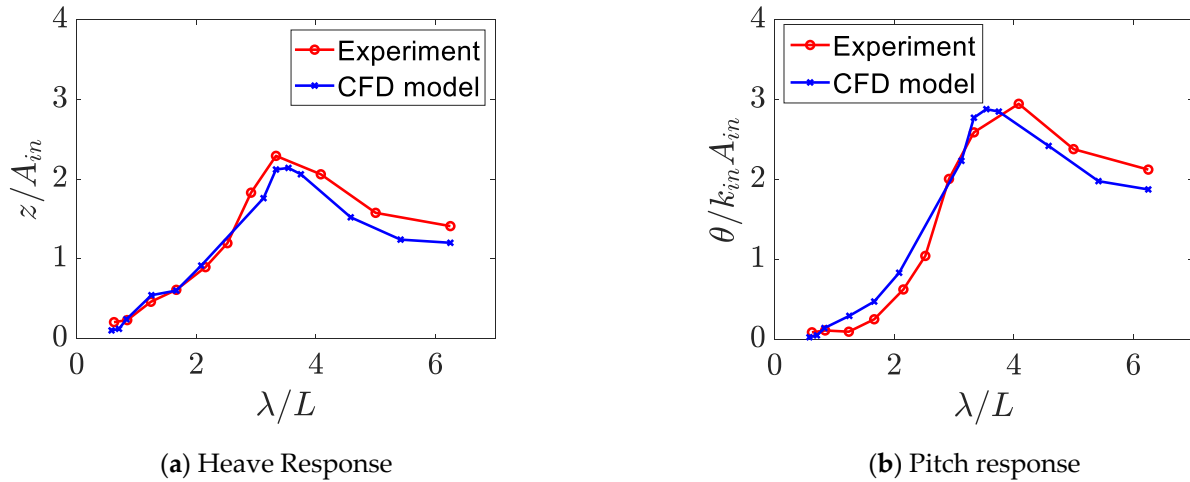 4
3
2
1
0
0 2 4 6
z/A_in
λ/L
Experiment
CFD model
(a) Heave Response
4
3
2
1
0
0 2 4 6
θ/k_in A_in
λ/L
Experiment
CFD model
(b) Pitch response